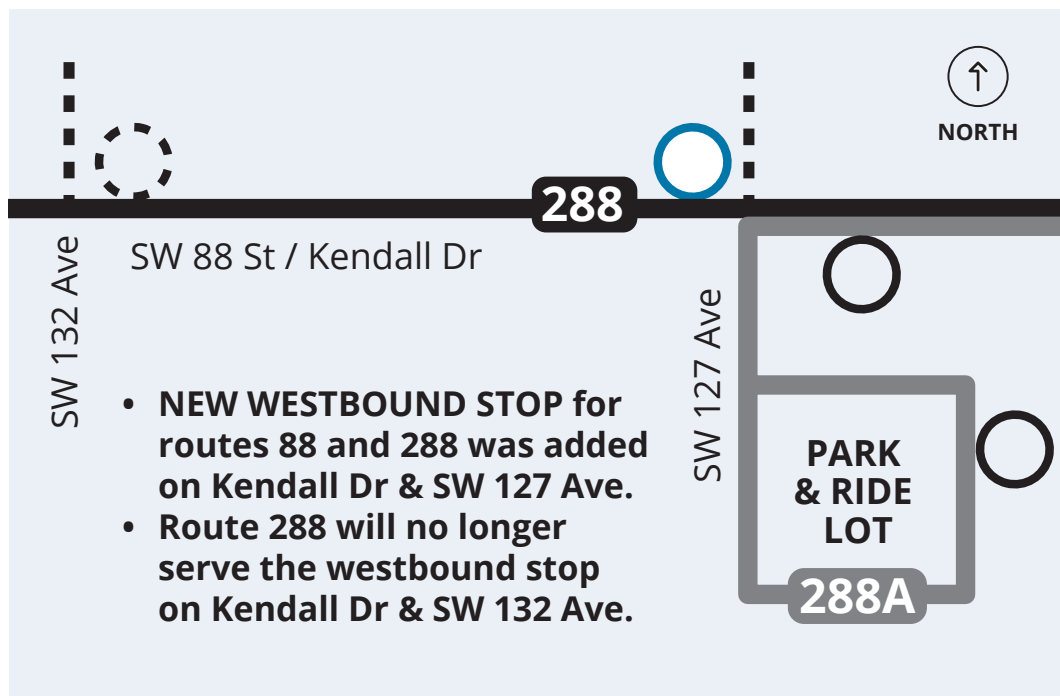 NORTH
288
SW 88 St / Kendall Dr
SW 132 Ave
SW 127 Ave
• NEW WESTBOUND STOP for
routes 88 and 288 was added
on Kendall Dr & SW 127 Ave.
• Route 288 will no longer
serve the westbound stop
on Kendall Dr & SW 132 Ave.
PARK
& RIDE
LOT
288A